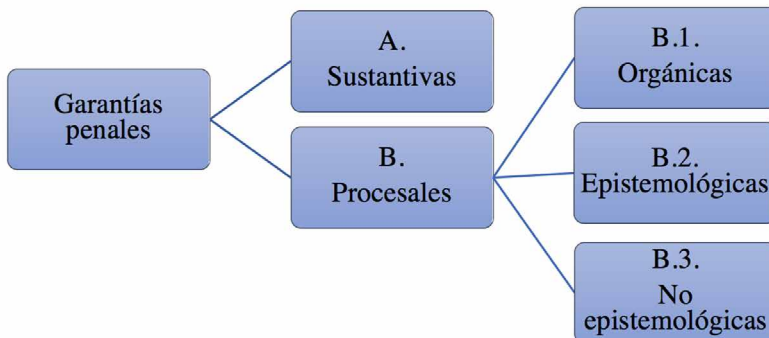 Garantías
penales
A.
Sustantivas
B.
Procesales
B.1.
Orgánicas
B.2.
Epistemológicas
B.3.
No
epistemológicas